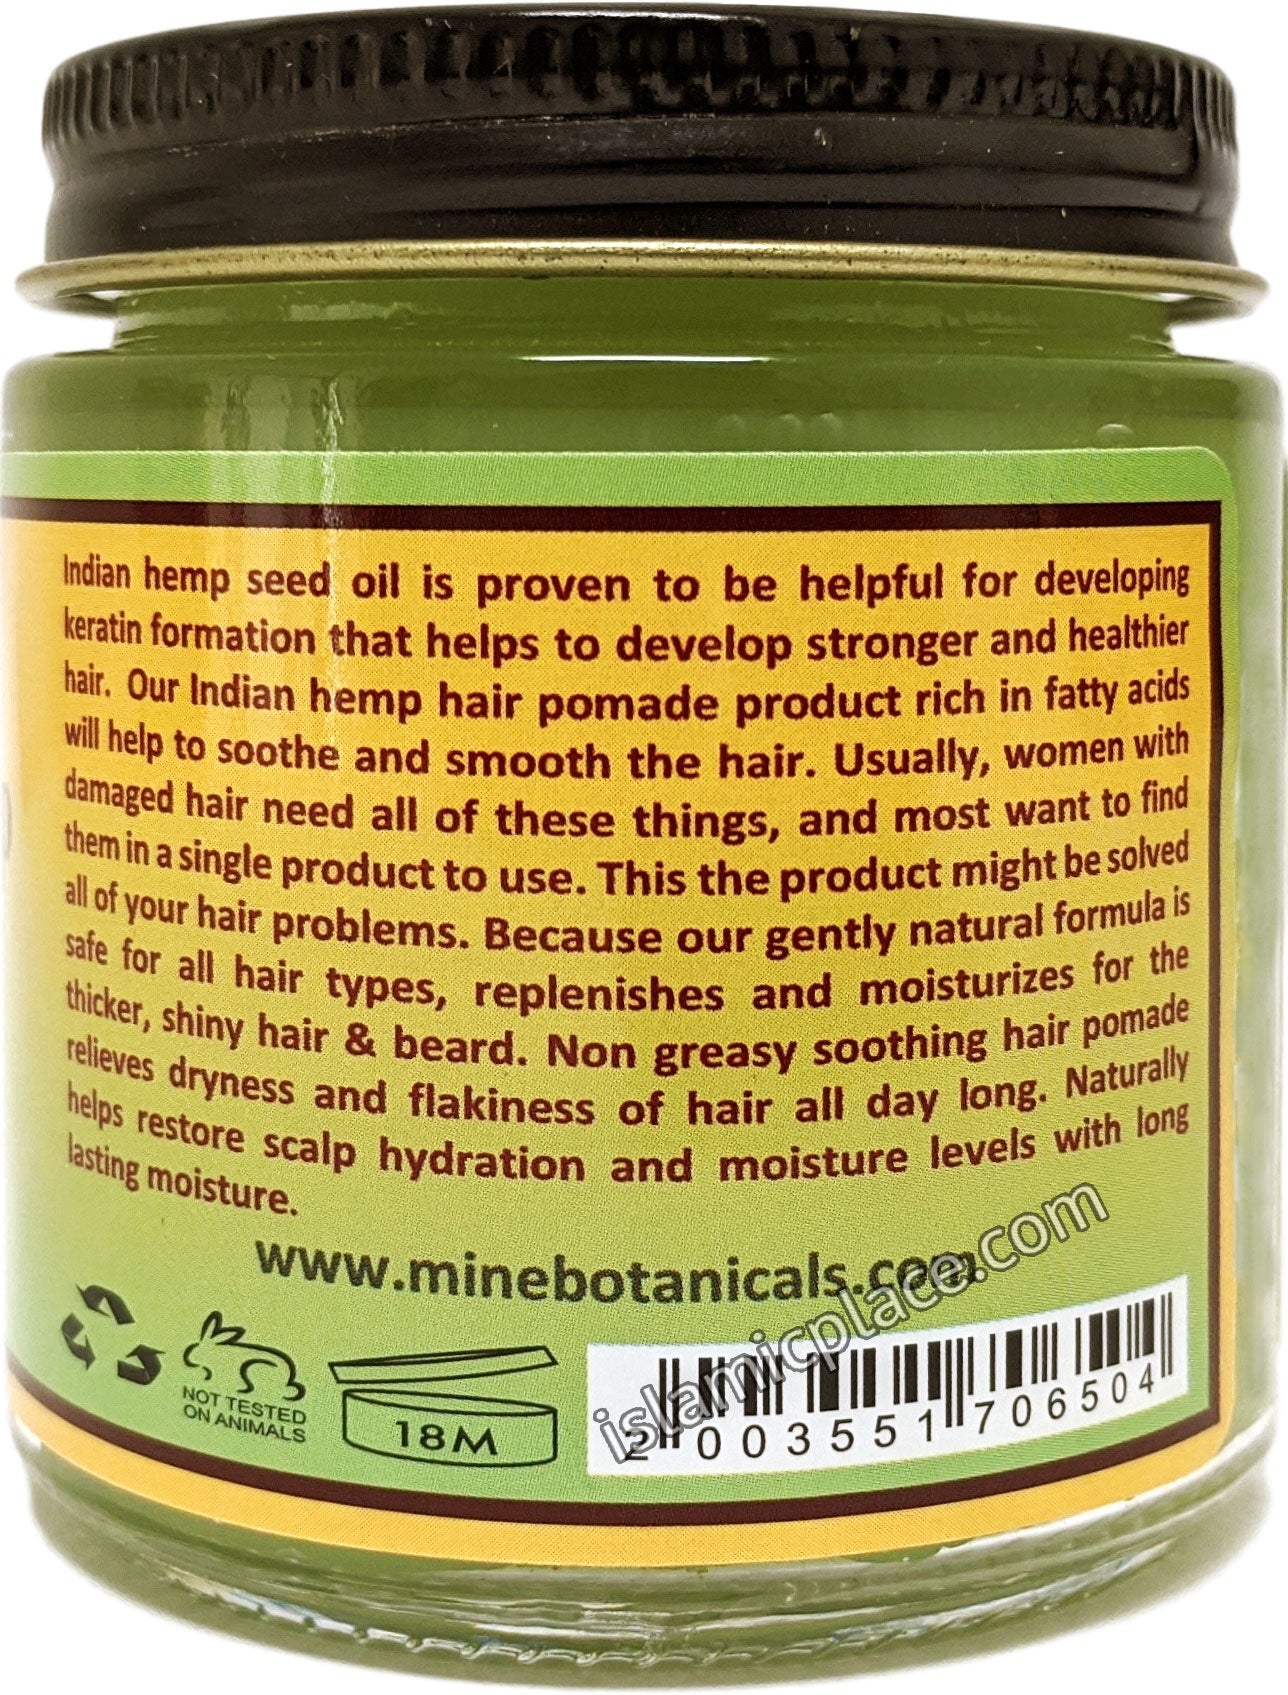 Indian hemp seed oil is proven to be helpful for developing
keratin formation that helps to develop stronger and healthier
hair. Our Indian hemp hair pomade product rich in fatty acids
will help to soothe and smooth the hair. Usually, women with
damaged hair need all of these things, and most want to find
them in a single product to use. This the product might be solved
all of your hair problems. Because our gently natural formula is
safe for all hair types, replenishes and moisturizes for the
thicker, shiny hair & beard. Non greasy soothing hair pomade
relieves dryness and flakiness of hair all day long. Naturally
helps restore scalp hydration and moisture levels with long
lasting moisture.
www.minebotanicals.com
islamicplace.com
NOT TESTED
ON ANIMALS
18M
2 003551 706504